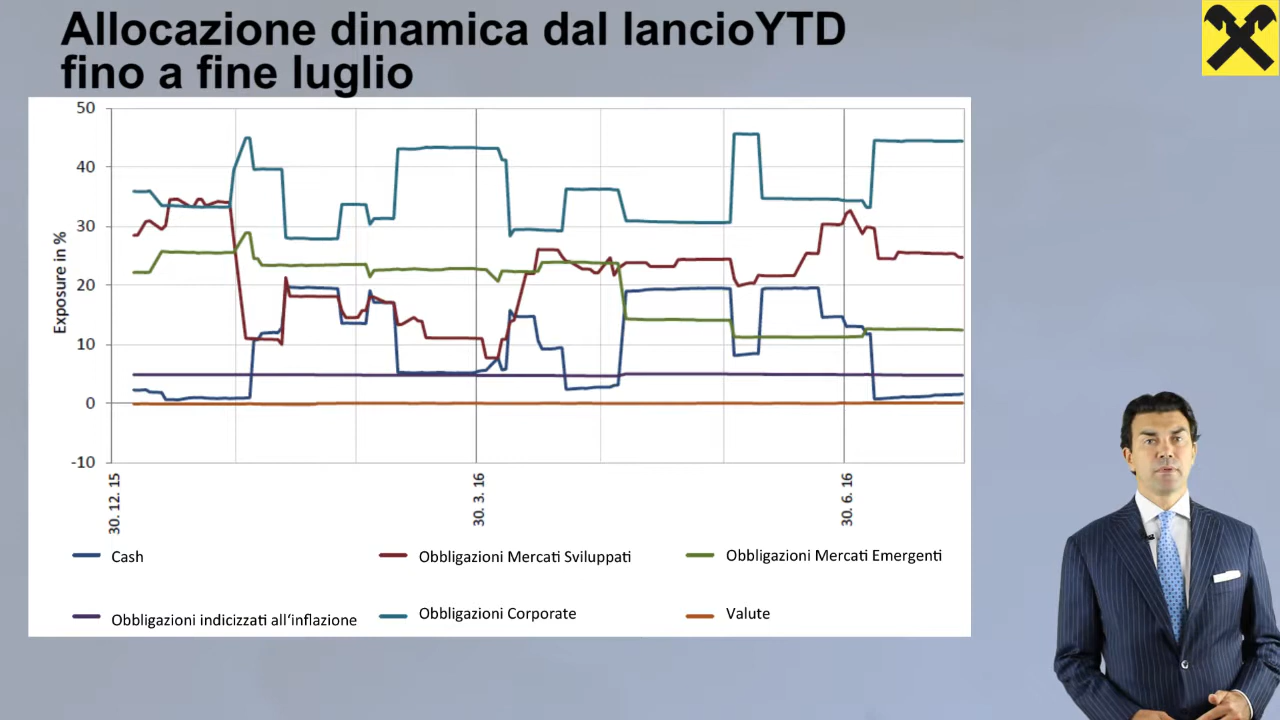 Allocazione dinamica dal lancioYTD
fino a fine luglio
50
40
30
20
10
0
-10
Exposure in %
30. 12. 15
30. 3. 16
30. 6. 16
Cash
Obbligazioni Mercati Sviluppati
Obbligazioni Mercati Emergenti
Obbligazioni indicizzati all'inflazione
Obbligazioni Corporate
Valute